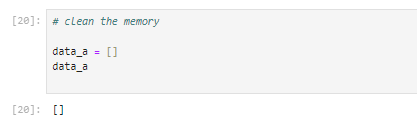 [20]: # clean the memory
data_a = []
data_a
[20]: []